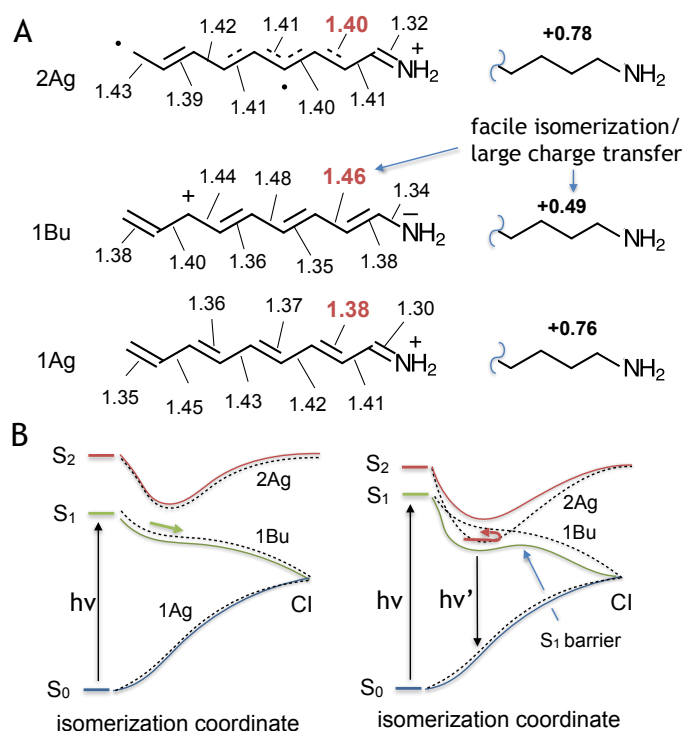 A
1.42
1.41
1.40
1.32
+
NH2
2Ag
1.43
1.39
1.41
1.40
1.41
+0.78
NH2
facile isomerization/
large charge transfer
1.44
1.48
1.46
1.34
+
–
NH2
1Bu
1.38
1.40
1.36
1.35
1.38
+0.49
NH2
1.36
1.37
1.38
1.30
+
NH2
1Ag
1.35
1.45
1.43
1.42
1.41
+0.76
NH2
B
S2
2Ag
S1
1Bu
hν
1Ag
CI
S0
isomerization coordinate
S2
2Ag
S1
1Bu
hν
hν’
CI
S1 barrier
S0
isomerization coordinate